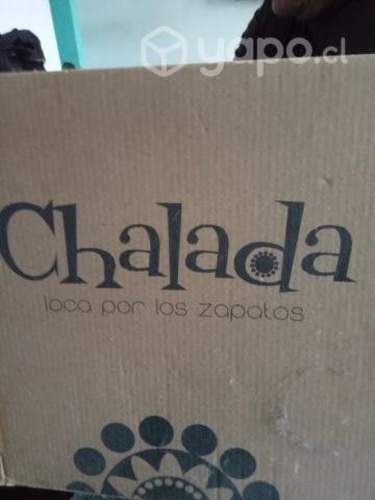 yapo.cl
Chalada
loca por los zapatos